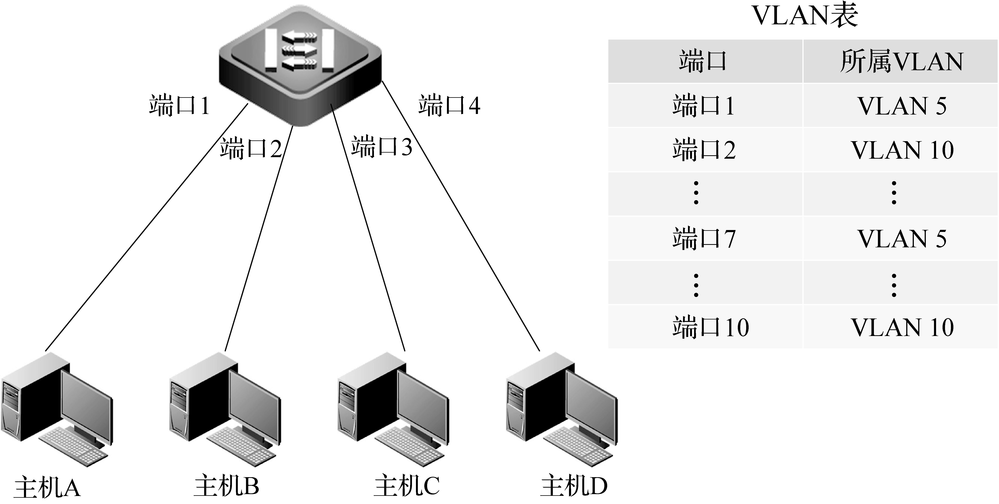 VLAN表
端口 所属VLAN
端口1 VLAN 5
端口2 VLAN 10
⋮ ⋮
端口7 VLAN 5
⋮ ⋮
端口10 VLAN 10
端口1
端口2
端口3
端口4
主机A
主机B
主机C
主机D